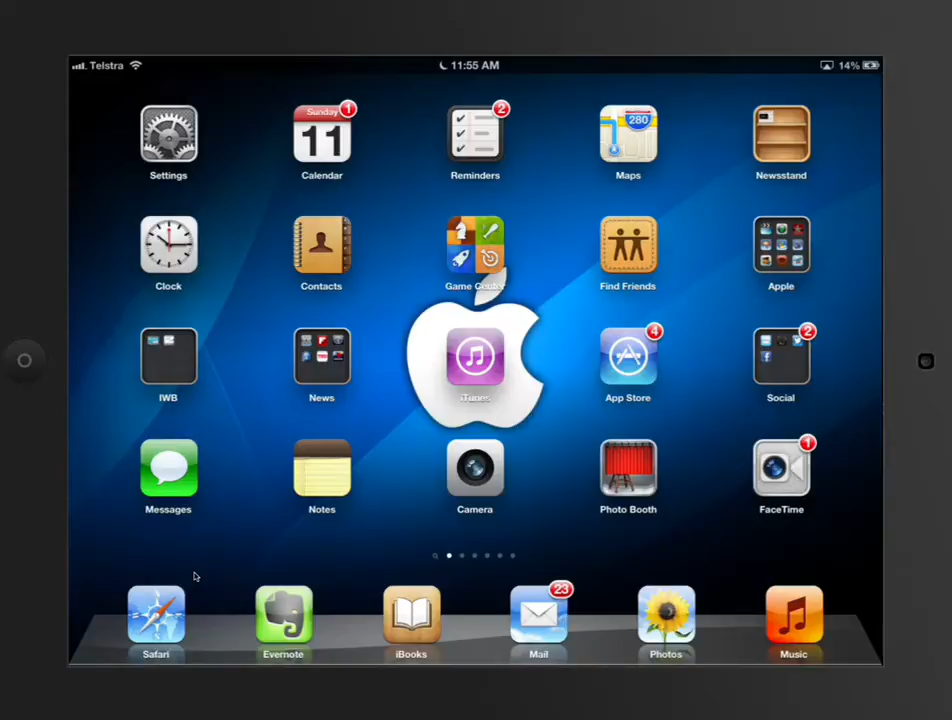 Telstra 11:55 AM 14%
Sunday 1 2 280
11
Settings Calendar Reminders Maps Newsstand
Clock Contacts Game Center Find Friends Apple
4 2
IWB News iTunes App Store Social
1
Messages Notes Camera Photo Booth FaceTime
23
Safari Evernote iBooks Mail Photos Music